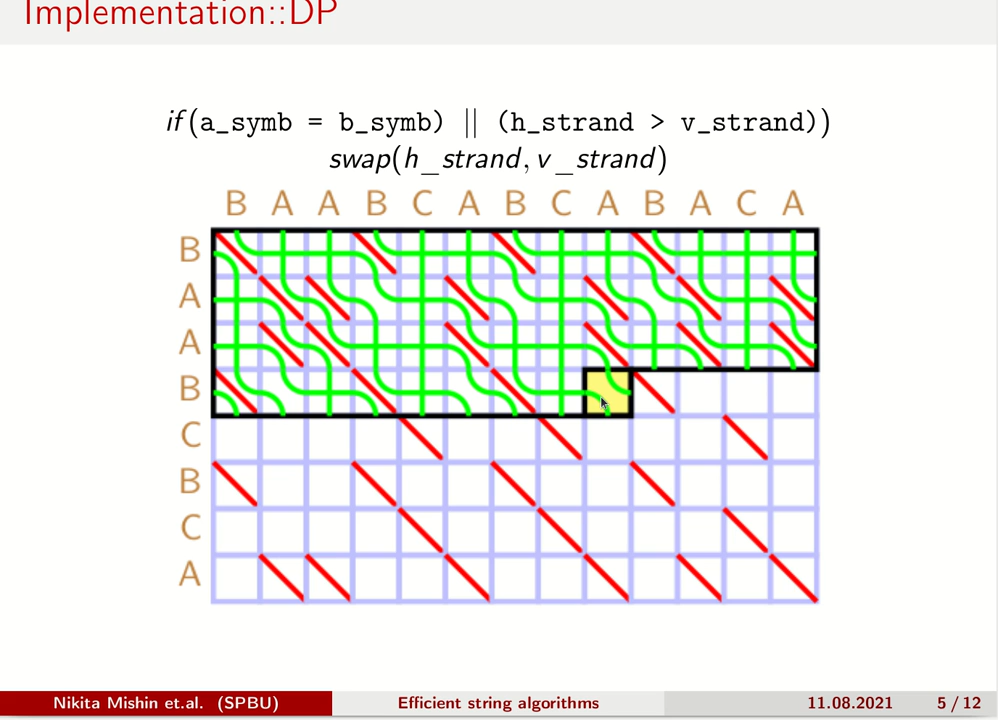 Implementation::DP
if(a_symb = b_symb) || (h_strand > v_strand))
swap(h_strand, v_strand)
B A A B C A B C A B A C A
B
A
A
B
C
B
C
A
Nikita Mishin et.al. (SPBU) Efficient string algorithms 11.08.2021 5 / 12